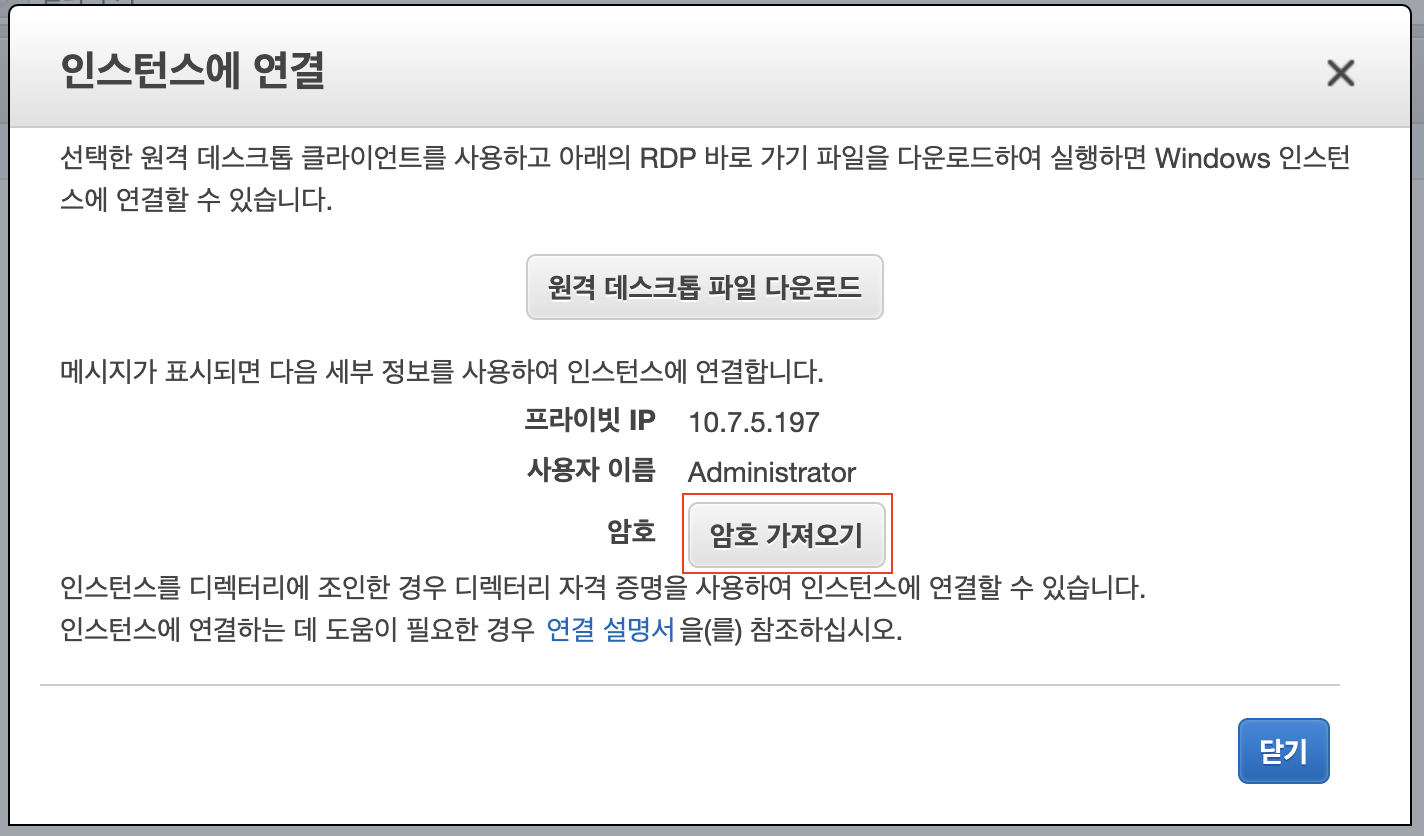 인스턴스에 연결
선택한 원격 데스크톱 클라이언트를 사용하고 아래의 RDP 바로 가기 파일을 다운로드하여 실행하면 Windows 인스턴
스에 연결할 수 있습니다.
원격 데스크톱 파일 다운로드
메시지가 표시되면 다음 세부 정보를 사용하여 인스턴스에 연결합니다.
프라이빗 IP 10.7.5.197
사용자 이름 Administrator
암호 암호 가져오기
인스턴스를 디렉터리에 조인한 경우 디렉터리 자격 증명을 사용하여 인스턴스에 연결할 수 있습니다.
인스턴스에 연결하는 데 도움이 필요한 경우 연결 설명서을(를) 참조하십시오.
닫기